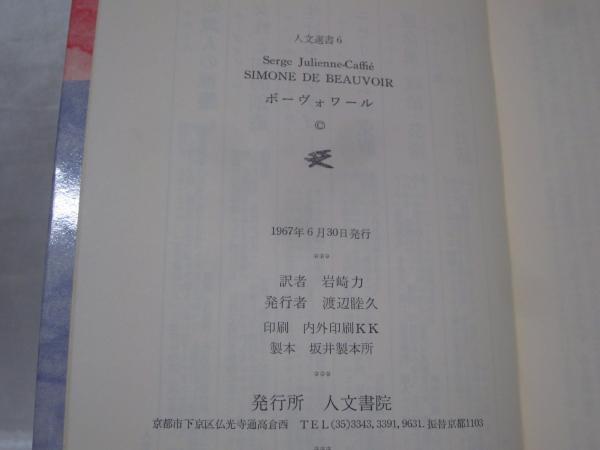 人文選書6
Serge Julienne-Caffié
SIMONE DE BEAUVOIR
ボーヴォワール
©
1967年6月30日発行
***
訳者 岩崎力
発行者 渡辺睦久
印刷 内外印刷KK
製本 坂井製本所
***
発行所 人文書院
京都市下京区仏光寺通高倉西 TEL(35)3343, 3391, 9631. 振替京都1103
***